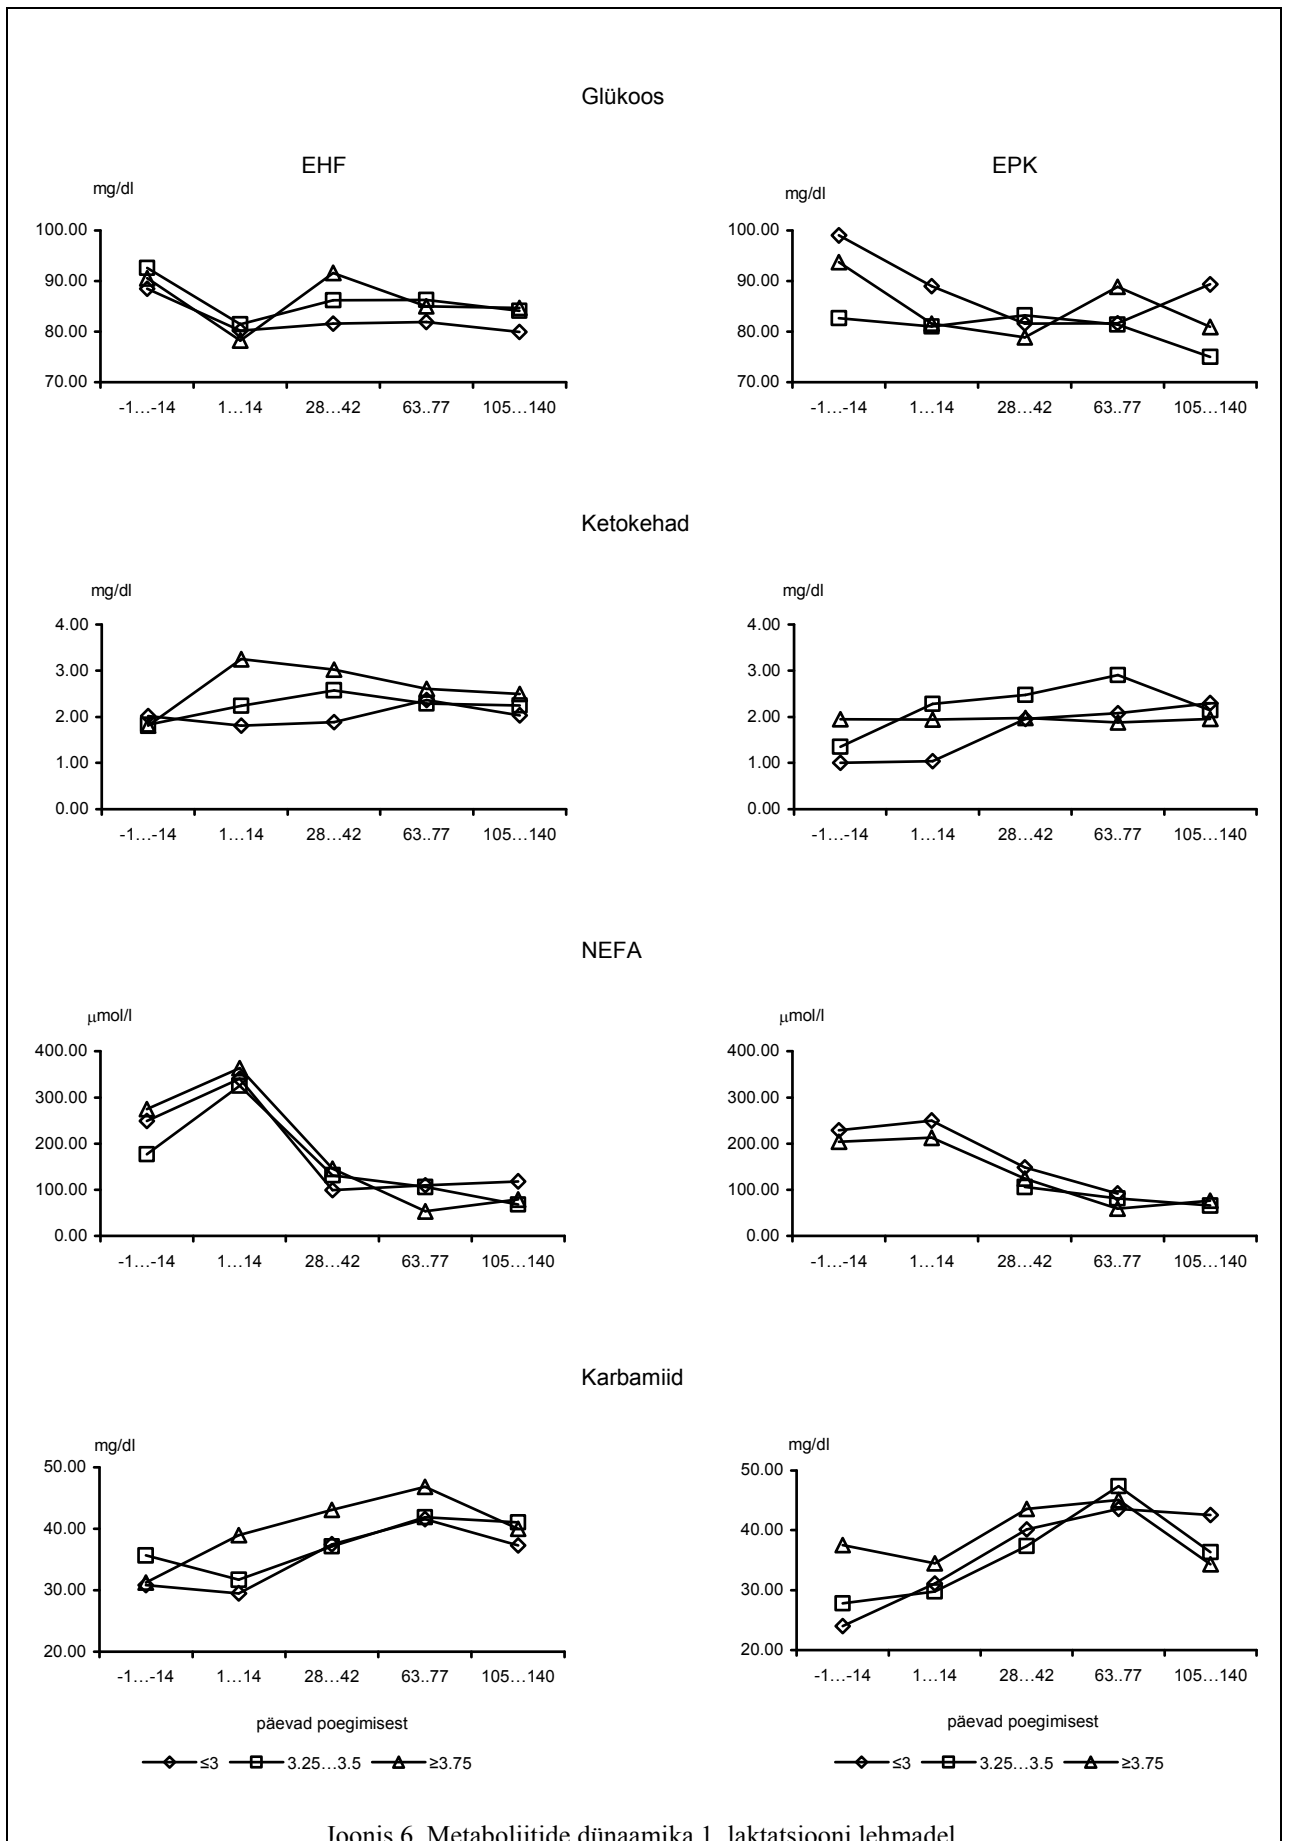 Glükoos
EHF
EPK
mg/dl
mg/dl
100.00
90.00
80.00
70.00
-1…-14 1…14 28…42 63..77 105…140
100.00
90.00
80.00
70.00
-1…-14 1…14 28…42 63..77 105…140
Ketokehad
mg/dl
mg/dl
4.00
3.00
2.00
1.00
0.00
-1…-14 1…14 28…42 63..77 105…140
4.00
3.00
2.00
1.00
0.00
-1…-14 1…14 28…42 63..77 105…140
NEFA
µmol/l
µmol/l
400.00
300.00
200.00
100.00
0.00
-1…-14 1…14 28…42 63..77 105…140
400.00
300.00
200.00
100.00
0.00
-1…-14 1…14 28…42 63..77 105…140
Karbamiid
mg/dl
mg/dl
50.00
40.00
30.00
20.00
-1…-14 1…14 28…42 63..77 105…140
päevad poegimisest
≤3 3.25…3.5 ≥3.75
50.00
40.00
30.00
20.00
-1…-14 1…14 28…42 63..77 105…140
päevad poegimisest
≤3 3.25…3.5 ≥3.75
Joonis 6. Metaboliitide dünaamika 1. laktatsiooni lehmadel